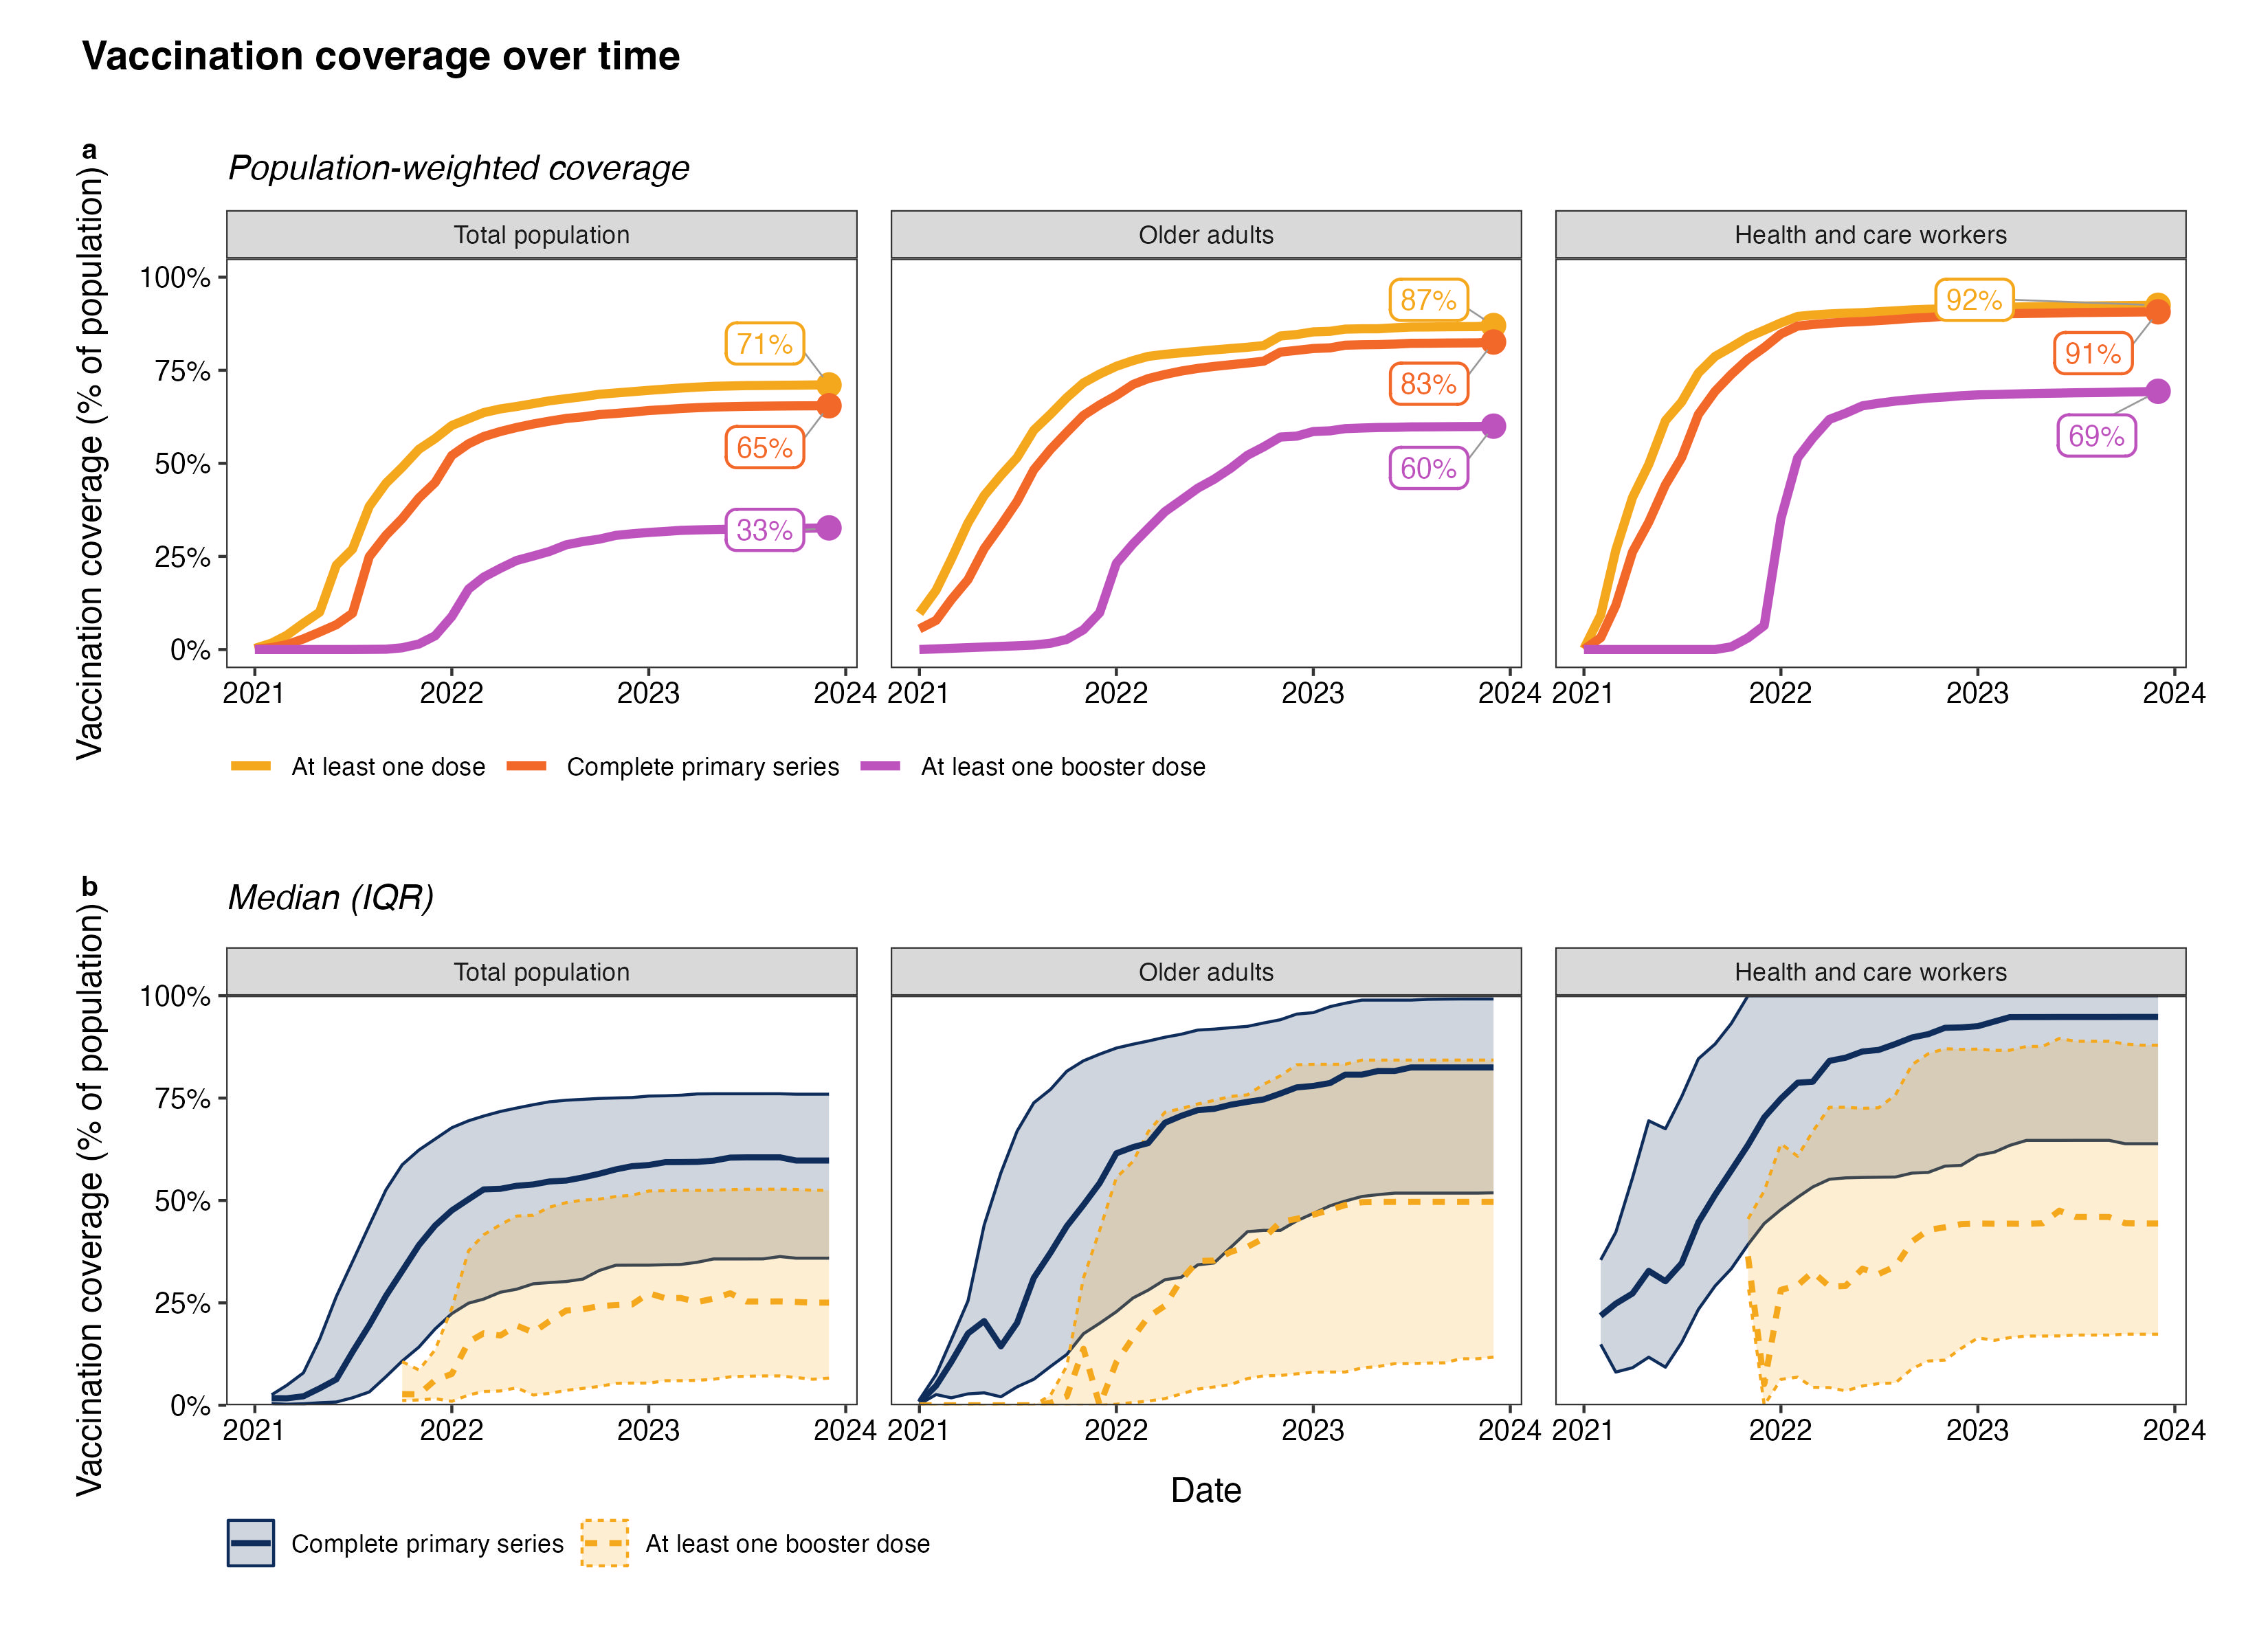 Vaccination coverage over time
a
Population-weighted coverage
Vaccination coverage (% of population)
Total population
Older adults
Health and care workers
100%
75%
50%
25%
0%
71%
65%
33%
87%
83%
60%
92%
91%
69%
2021 2022 2023 2024
2021 2022 2023 2024
2021 2022 2023 2024
At least one dose
Complete primary series
At least one booster dose
b
Median (IQR)
Vaccination coverage (% of population)
Total population
Older adults
Health and care workers
100%
75%
50%
25%
0%
2021 2022 2023 2024
2021 2022 2023 2024
2021 2022 2023 2024
Date
Complete primary series
At least one booster dose